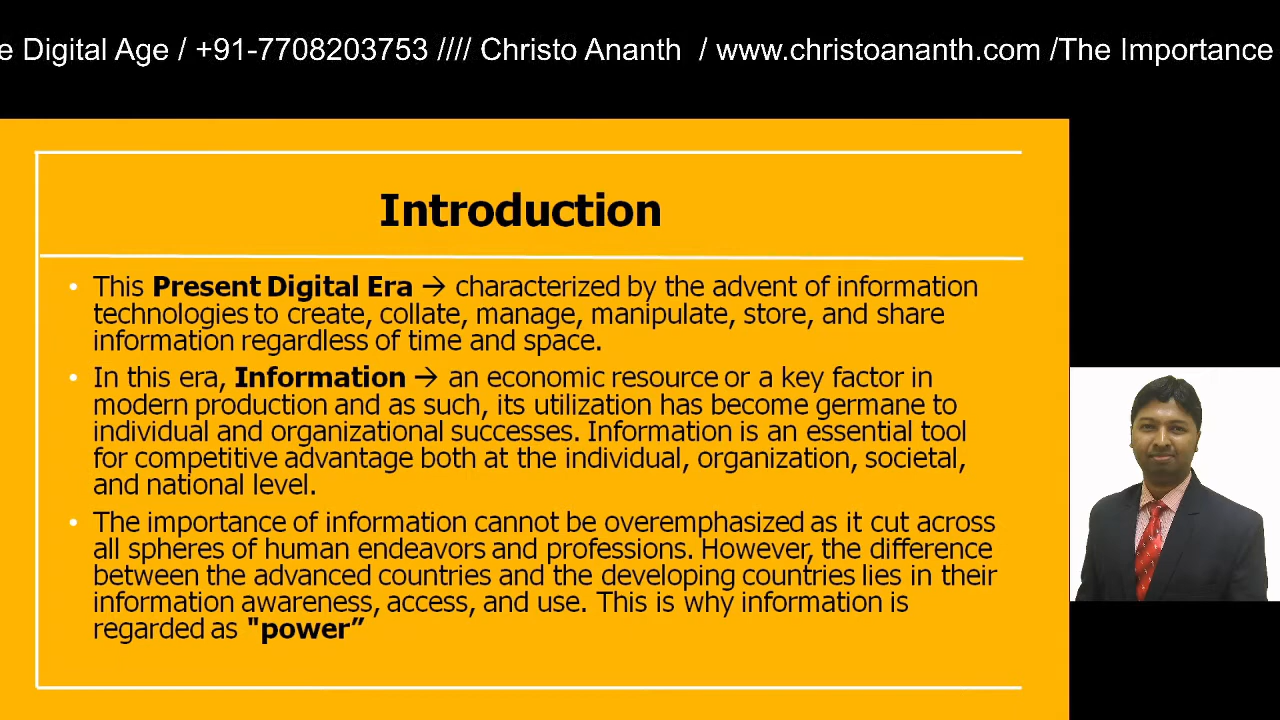 e Digital Age / +91-7708203753 //// Christo Ananth / www.christoananth.com /The Importance
Introduction
• This Present Digital Era → characterized by the advent of information
technologies to create, collate, manage, manipulate, store, and share
information regardless of time and space.
• In this era, Information → an economic resource or a key factor in
modern production and as such, its utilization has become germane to
individual and organizational successes. Information is an essential tool
for competitive advantage both at the individual, organization, societal,
and national level.
• The importance of information cannot be overemphasized as it cut across
all spheres of human endeavors and professions. However, the difference
between the advanced countries and the developing countries lies in their
information awareness, access, and use. This is why information is
regarded as "power”